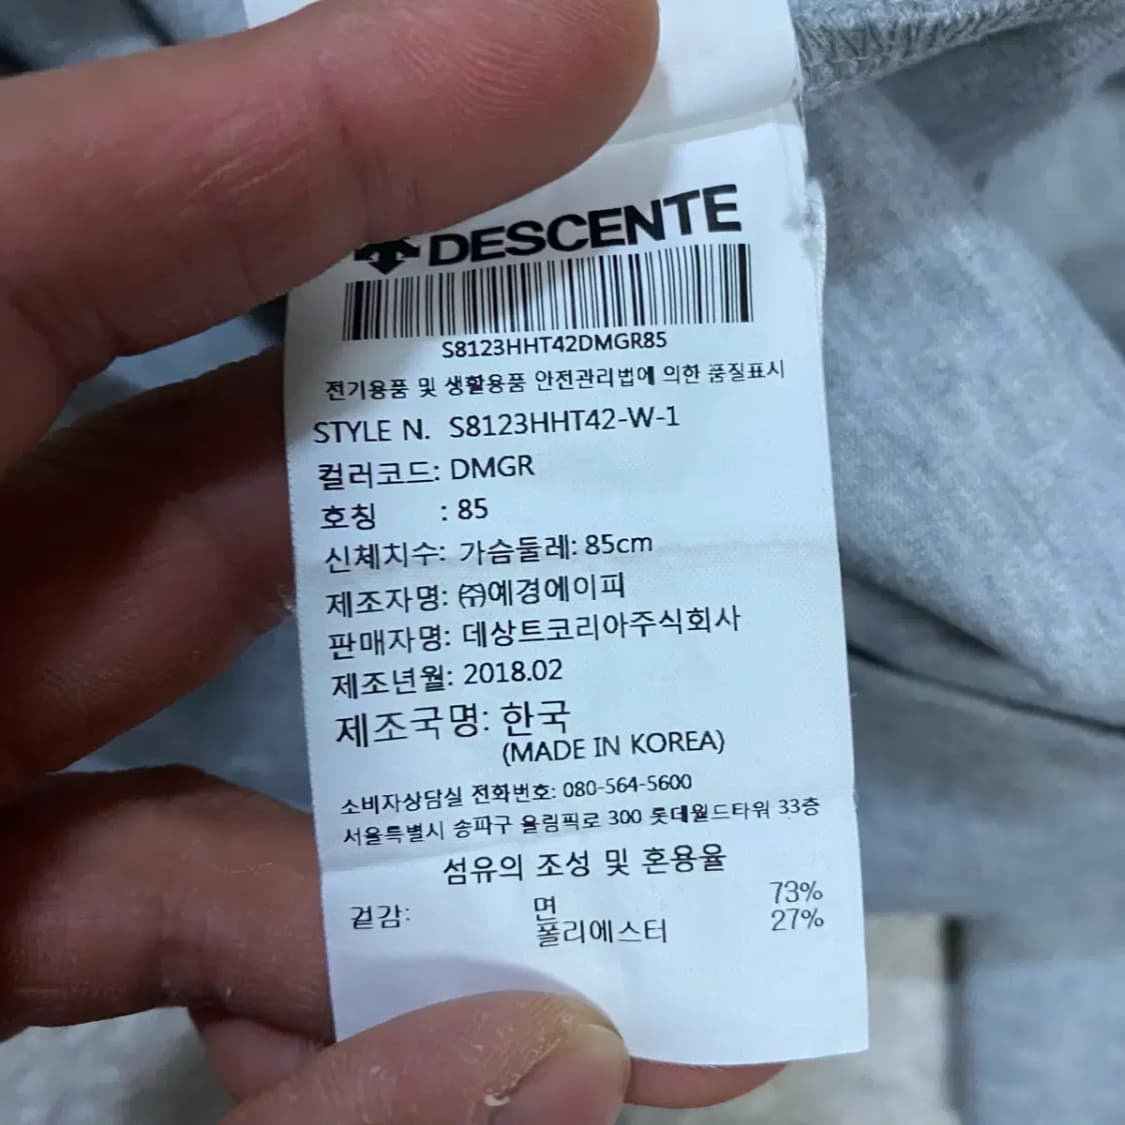 DESCENTE
S8123HHT42DMGR85
전기용품 및 생활용품 안전관리법에 의한 품질표시
STYLE N. S8123HHT42-W-1
컬러코드: DMGR
호칭 : 85
신체치수: 가슴둘레: 85cm
제조자명: ㈜예경에이피
판매자명: 데상트코리아주식회사
제조년월: 2018.02
제조국명: 한국
(MADE IN KOREA)
소비자상담실 전화번호: 080-564-5600
서울특별시 송파구 올림픽로 300 롯데월드타워 33층
섬유의 조성 및 혼용율
겉감: 면 73%
폴리에스터 27%